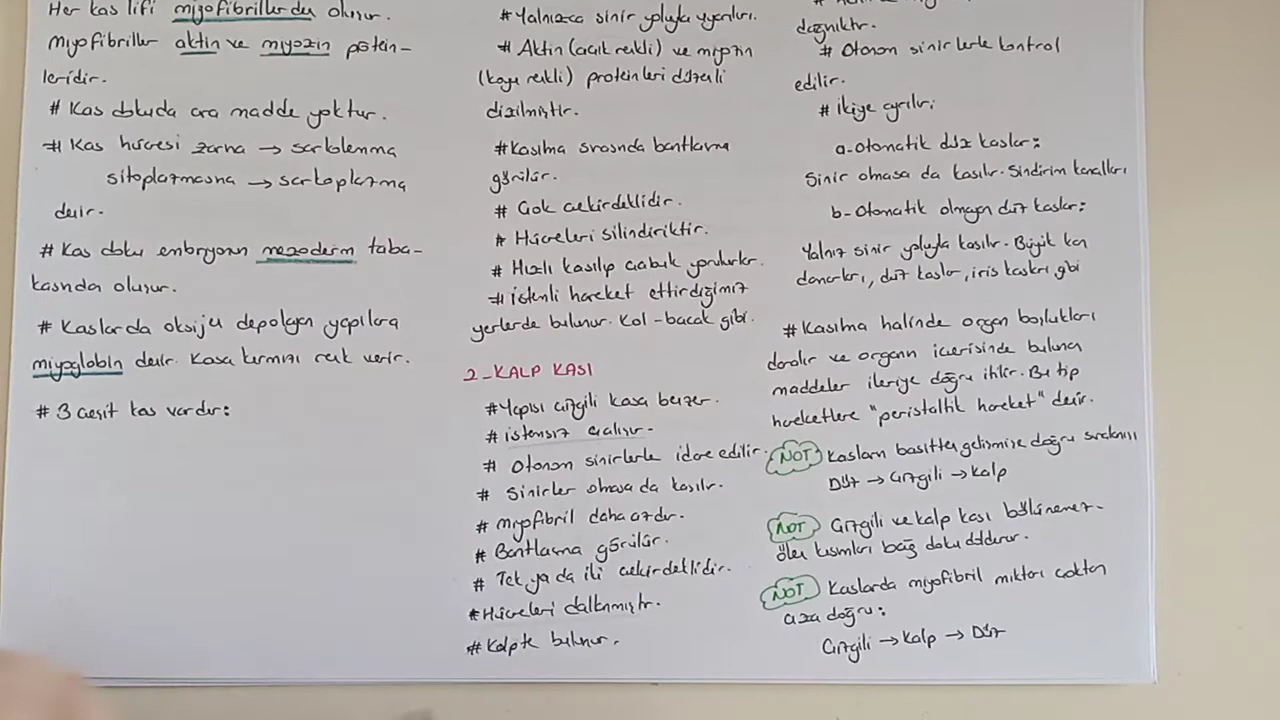 Her kas lifi miyofibrillerden oluşur.
Miyofibriller aktin ve miyozin protein-
leridir.
# Kas dokuda ara madde yoktur.
# Kas hücresi zarına → sarkolemma
sitoplazmasına → sarkoplazma
denir.
# Kas doku embriyonun mezoderm taba-
kasından oluşur.
# Kaslarda oksijen depolayan yapılara
miyoglobin denir. Kasa kırmızı renk verir.
# 3 çeşit kas vardır:
# Yalnızca sinir yoluyla uyarılır.
# Aktin (açık renkli) ve miyozin
(koyu renkli) proteinleri düzenli
dizilmiştir.
# Kasılma sırasında bantlaşma
görülür.
# Çok çekirdeklidir.
# Hücreleri silindiriktir.
# Hızlı kasılıp çabuk yorulurlar.
# İstemli hareket ettirdiğimiz
yerlerde bulunur. Kol-bacak gibi.
2-KALP KASI
# Yapısı çizgili kasa benzer.
# İstemsiz çalışır.
# Otonom sinirlerle idare edilir.
# Sinirler olmasa da kasılır.
# Miyofibril daha azdır.
# Bantlaşma görülür.
# Tek ya da iki çekirdeklidir.
# Hücreleri dallanmıştır.
# Kalpte bulunur.
dağınıktır.
# Otonom sinirlerle kontrol
edilir.
# İkiye ayrılır:
a-Otomatik düz kaslar:
Sinir olmasa da kasılır. Sindirim kanalları
b-Otomatik olmayan düz kaslar:
Yalnız sinir yoluyla kasılır. Büyük kan
damarları, düz kaslar, iris kasları gibi
# Kasılma halinde organ boşlukları
daralır ve organın içerisinde bulunan
maddeler ileriye doğru itilir. Bu tip
hareketlere "peristaltik hareket" denir.
NOT Kasların basitten gelişmişe doğru sıralanışı
Düz → Çizgili → Kalp
NOT Çizgili ve kalp kası bölünemez.
Ölen kısımları bağ doku doldurur.
NOT Kaslarda miyofibril miktarı çoktan
aza doğru:
Çizgili → Kalp → Düz